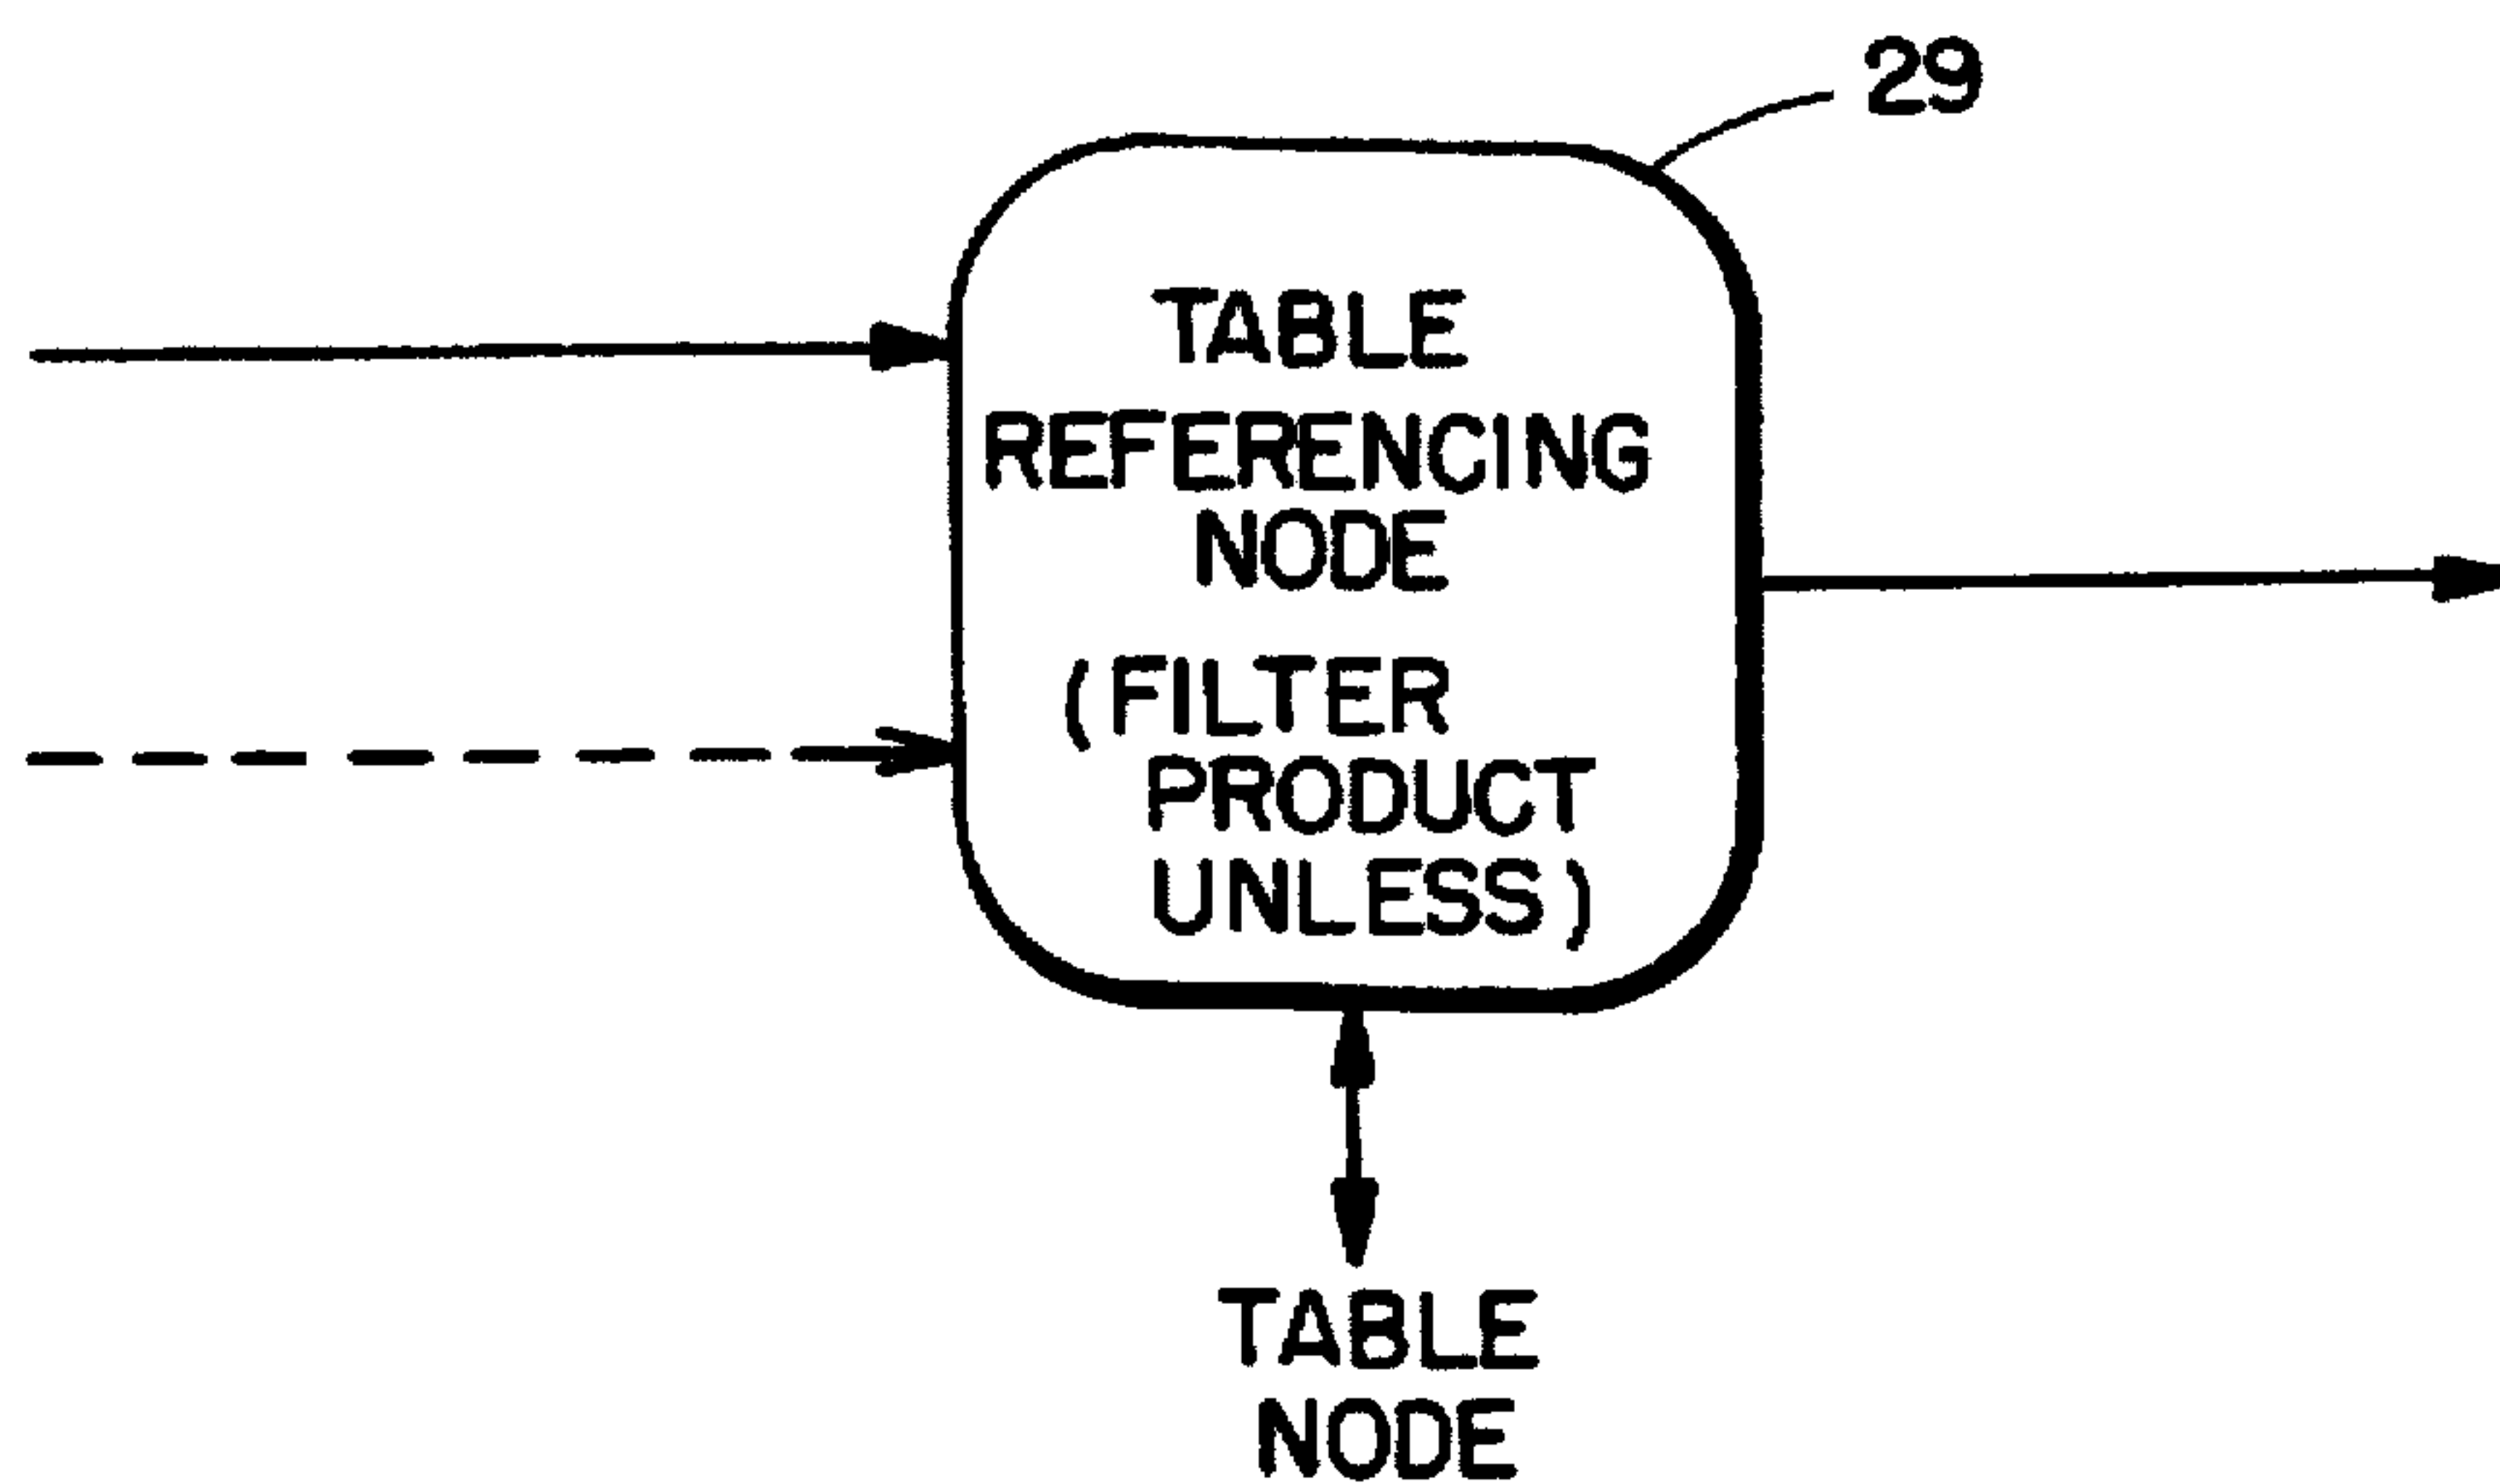 29
TABLE
REFERENCING
NODE
(FILTER
PRODUCT
UNLESS)
TABLE
NODE